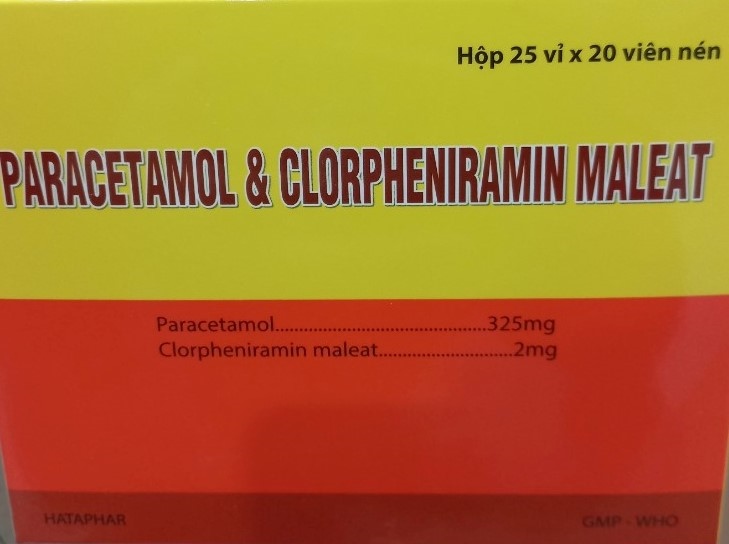 Hộp 25 vỉ x 20 viên nén
PARACETAMOL & CLORPHENIRAMIN MALEAT
Paracetamol............................................325mg
Clorpheniramin maleat............................2mg
HATAPHAR
GMP - WHO